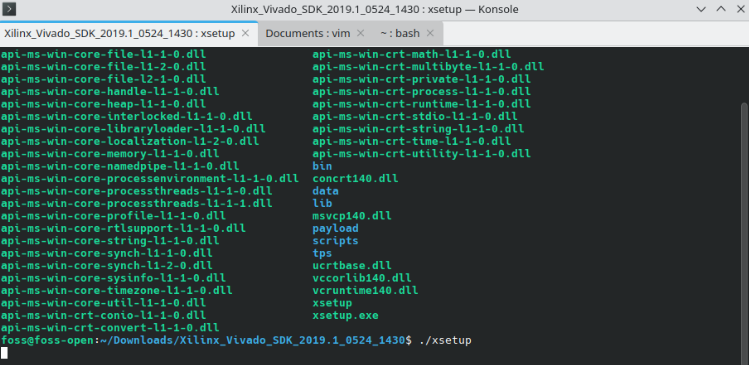 Xilinx_Vivado_SDK_2019.1_0524_1430 : xsetup — Konsole
Xilinx_Vivado_SDK_2019.1_0524_1430 : xsetup Documents : vim ~ : bash
api-ms-win-core-file-l1-1-0.dll api-ms-win-crt-math-l1-1-0.dll
api-ms-win-core-file-l1-2-0.dll api-ms-win-crt-multibyte-l1-1-0.dll
api-ms-win-core-file-l2-1-0.dll api-ms-win-crt-private-l1-1-0.dll
api-ms-win-core-handle-l1-1-0.dll api-ms-win-crt-process-l1-1-0.dll
api-ms-win-core-heap-l1-1-0.dll api-ms-win-crt-runtime-l1-1-0.dll
api-ms-win-core-interlocked-l1-1-0.dll api-ms-win-crt-stdio-l1-1-0.dll
api-ms-win-core-libraryloader-l1-1-0.dll api-ms-win-crt-string-l1-1-0.dll
api-ms-win-core-localization-l1-2-0.dll api-ms-win-crt-time-l1-1-0.dll
api-ms-win-core-memory-l1-1-0.dll api-ms-win-crt-utility-l1-1-0.dll
api-ms-win-core-namedpipe-l1-1-0.dll bin
api-ms-win-core-processenvironment-l1-1-0.dll concrt140.dll
api-ms-win-core-processthreads-l1-1-0.dll data
api-ms-win-core-processthreads-l1-1-1.dll lib
api-ms-win-core-profile-l1-1-0.dll msvcp140.dll
api-ms-win-core-rtlsupport-l1-1-0.dll payload
api-ms-win-core-string-l1-1-0.dll scripts
api-ms-win-core-synch-l1-1-0.dll tps
api-ms-win-core-synch-l1-2-0.dll ucrtbase.dll
api-ms-win-core-sysinfo-l1-1-0.dll vccorlib140.dll
api-ms-win-core-timezone-l1-1-0.dll vcruntime140.dll
api-ms-win-core-util-l1-1-0.dll xsetup
api-ms-win-crt-conio-l1-1-0.dll xsetup.exe
api-ms-win-crt-convert-l1-1-0.dll
foss@foss-open:~/Downloads/Xilinx_Vivado_SDK_2019.1_0524_1430$ ./xsetup